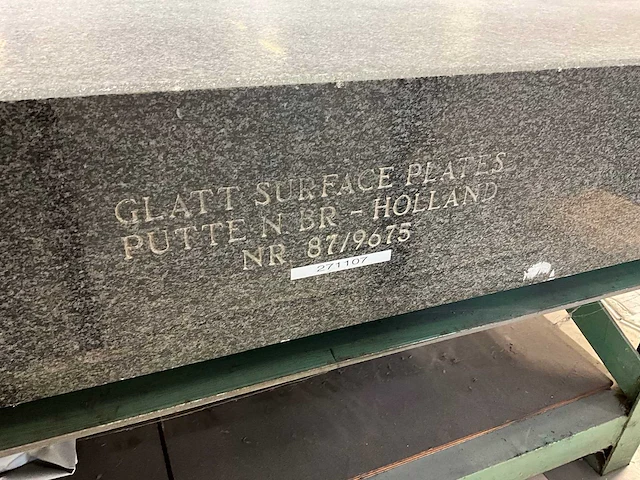 GLATT SURFACE PLATES
PUTTE N BR - HOLLAND
NR 87/9675
271107